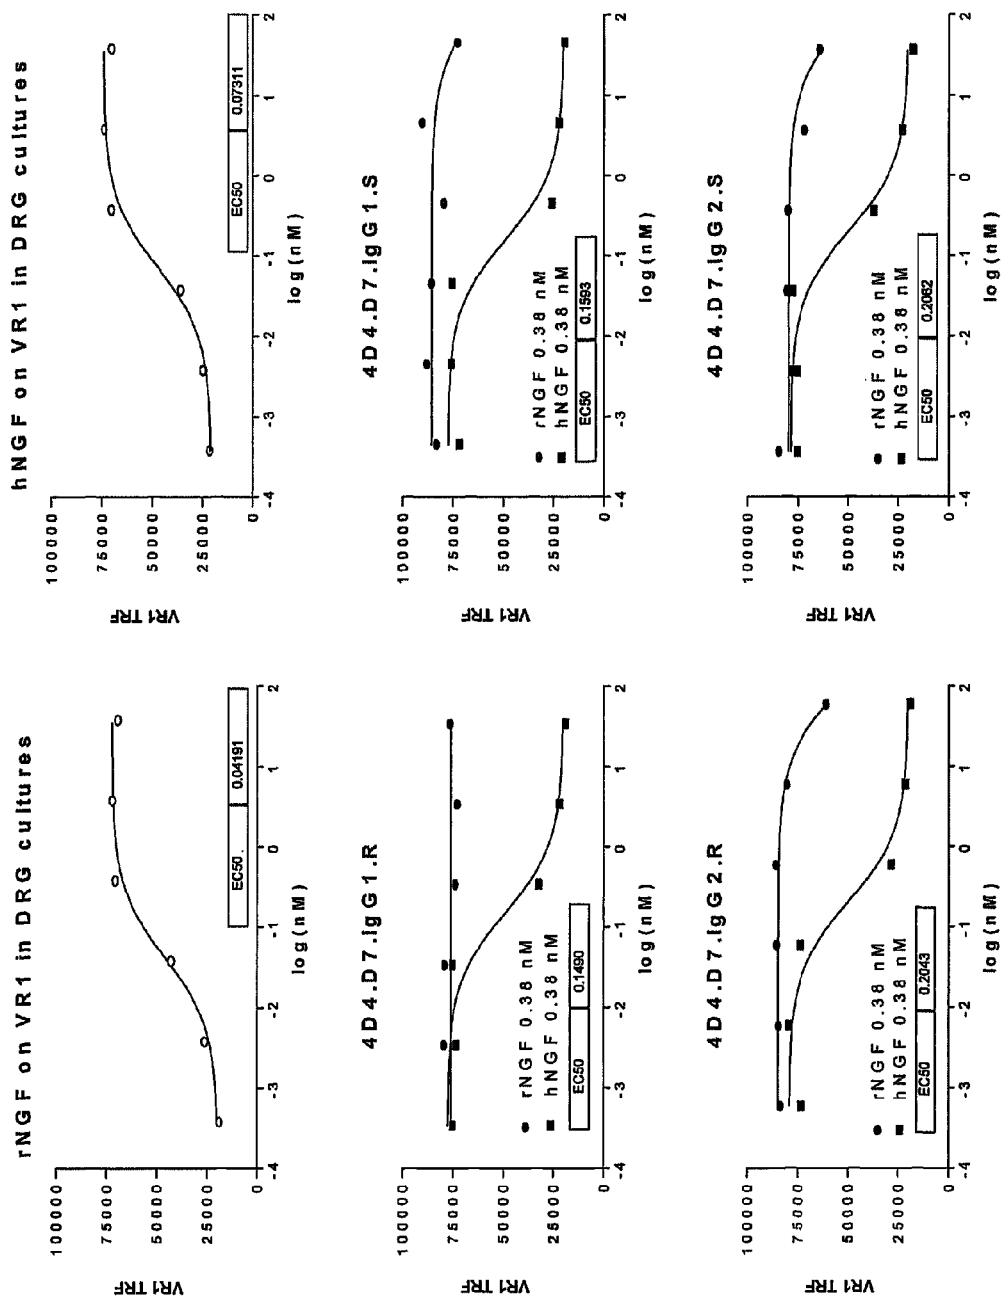 rNGF on VR1 in DRG cultures
VR1 TRF
100000
75000
50000
25000
0
-4
-3
-2
-1
0
1
2
log(nM)
EC50 .
0.04191
hNGF on VR1 in DRG cultures
VR1 TRF
100000
75000
50000
25000
0
-4
-3
-2
-1
0
1
2
log(nM)
EC50
0.07311
4D4.D7.IgG1.R
VR1 TRF
100000
75000
50000
25000
0
-4
-3
-2
-1
0
1
2
log(nM)
rNGF 0.38 nM
hNGF 0.38 nM
EC50
0.1490
4D4.D7.IgG1.S
VR1 TRF
100000
75000
50000
25000
0
-4
-3
-2
-1
0
1
2
log(nM)
rNGF 0.38 nM
hNGF 0.38 nM
EC50
0.1593
4D4.D7.IgG2.R
VR1 TRF
100000
75000
50000
25000
0
-4
-3
-2
-1
0
1
2
log(nM)
rNGF 0.38 nM
hNGF 0.38 nM
EC50
0.2043
4D4.D7.IgG2.S
VR1 TRF
100000
75000
50000
25000
0
-4
-3
-2
-1
0
1
2
log(nM)
rNGF 0.38 nM
hNGF 0.38 nM
EC50
0.2062